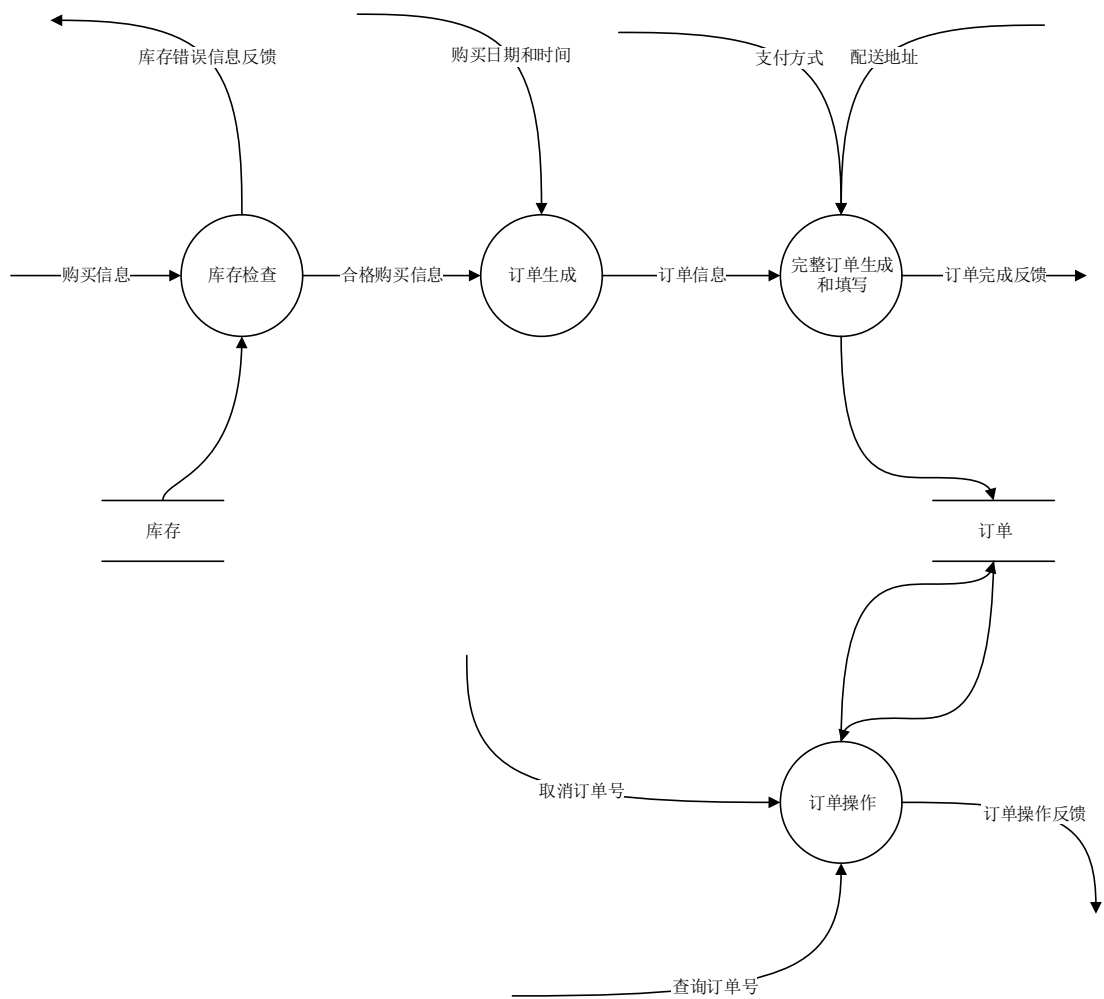 库存错误信息反馈
购买日期和时间
支付方式
配送地址
购买信息
库存检查
合格购买信息
订单生成
订单信息
完整订单生成
和填写
订单完成反馈
库存
订单
取消订单号
订单操作
订单操作反馈
查询订单号